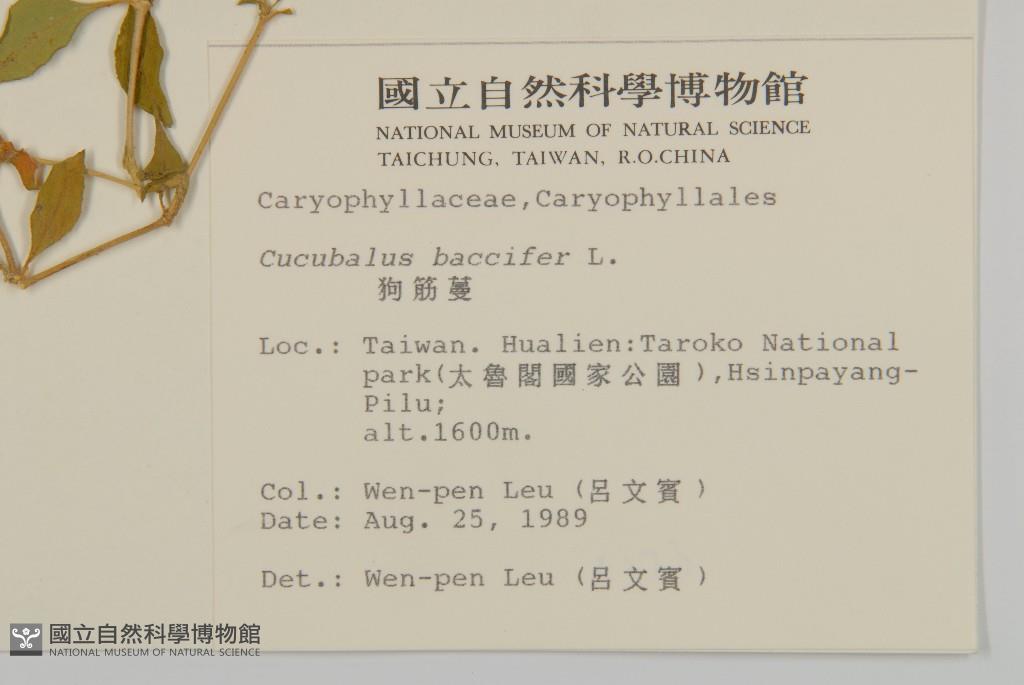 國立自然科學博物館
NATIONAL MUSEUM OF NATURAL SCIENCE
TAICHUNG, TAIWAN, R.O.CHINA
Caryophyllaceae,Caryophyllales
Cucubalus baccifer L.
狗筋蔓
Loc.: Taiwan. Hualien:Taroko National
park(太魯閣國家公園),Hsinpayang-
Pilu;
alt.1600m.
Col.: Wen-pen Leu (呂文賓)
Date: Aug. 25, 1989
Det.: Wen-pen Leu (呂文賓)
國立自然科學博物館
NATIONAL MUSEUM OF NATURAL SCIENCE